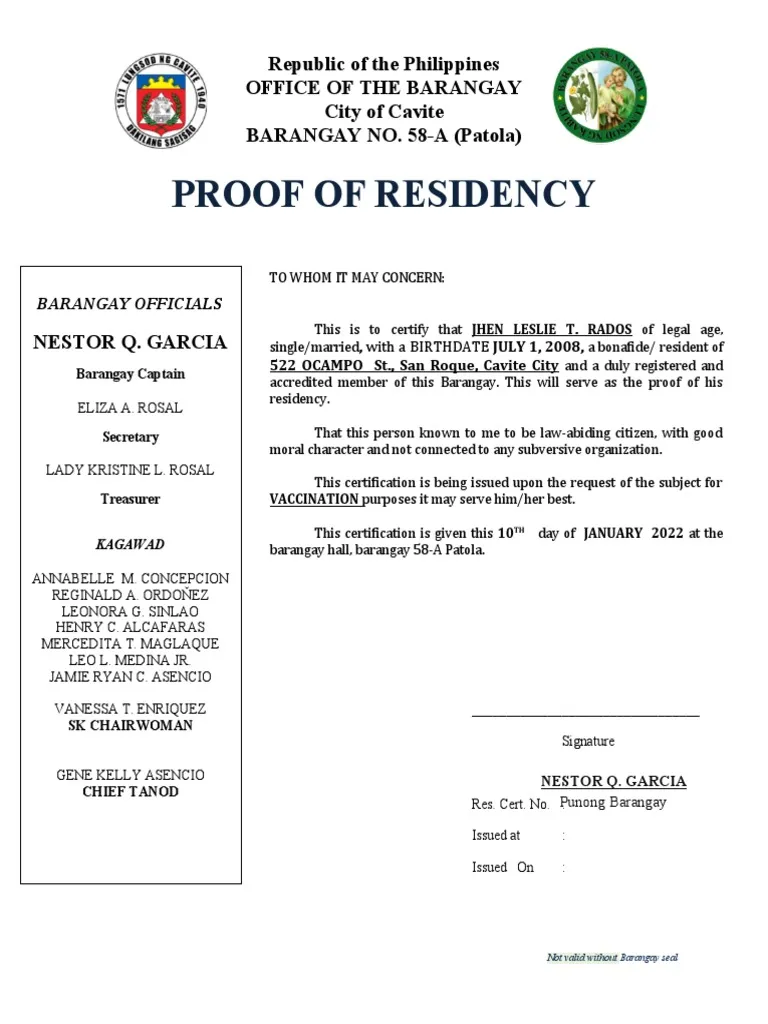 Republic of the Philippines
OFFICE OF THE BARANGAY
City of Cavite
BARANGAY NO. 58-A (Patola)
1571 LUNGSOD NG CAVITE 1940
DAKILANG SAGISAG
BARANGAY 58-A PATOLA
LUNGSOD NG KABITE
PROOF OF RESIDENCY
BARANGAY OFFICIALS
NESTOR Q. GARCIA
Barangay Captain
ELIZA A. ROSAL
Secretary
LADY KRISTINE L. ROSAL
Treasurer
KAGAWAD
ANNABELLE M. CONCEPCION
REGINALD A. ORDOŇEZ
LEONORA G. SINLAO
HENRY C. ALCAFARAS
MERCEDITA T. MAGLAQUE
LEO L. MEDINA JR.
JAMIE RYAN C. ASENCIO
VANESSA T. ENRIQUEZ
SK CHAIRWOMAN
GENE KELLY ASENCIO
CHIEF TANOD
TO WHOM IT MAY CONCERN:
This is to certify that JHEN LESLIE T. RADOS of legal age,
single/married, with a BIRTHDATE JULY 1, 2008, a bonafide/ resident of
522 OCAMPO St., San Roque, Cavite City and a duly registered and
accredited member of this Barangay. This will serve as the proof of his
residency.
That this person known to me to be law-abiding citizen, with good
moral character and not connected to any subversive organization.
This certification is being issued upon the request of the subject for
VACCINATION purposes it may serve him/her best.
This certification is given this 10TH day of JANUARY 2022 at the
barangay hall, barangay 58-A Patola.
Signature
NESTOR Q. GARCIA
Res. Cert. No. : Punong Barangay
Issued at :
Issued On :
Not valid without Barangay seal